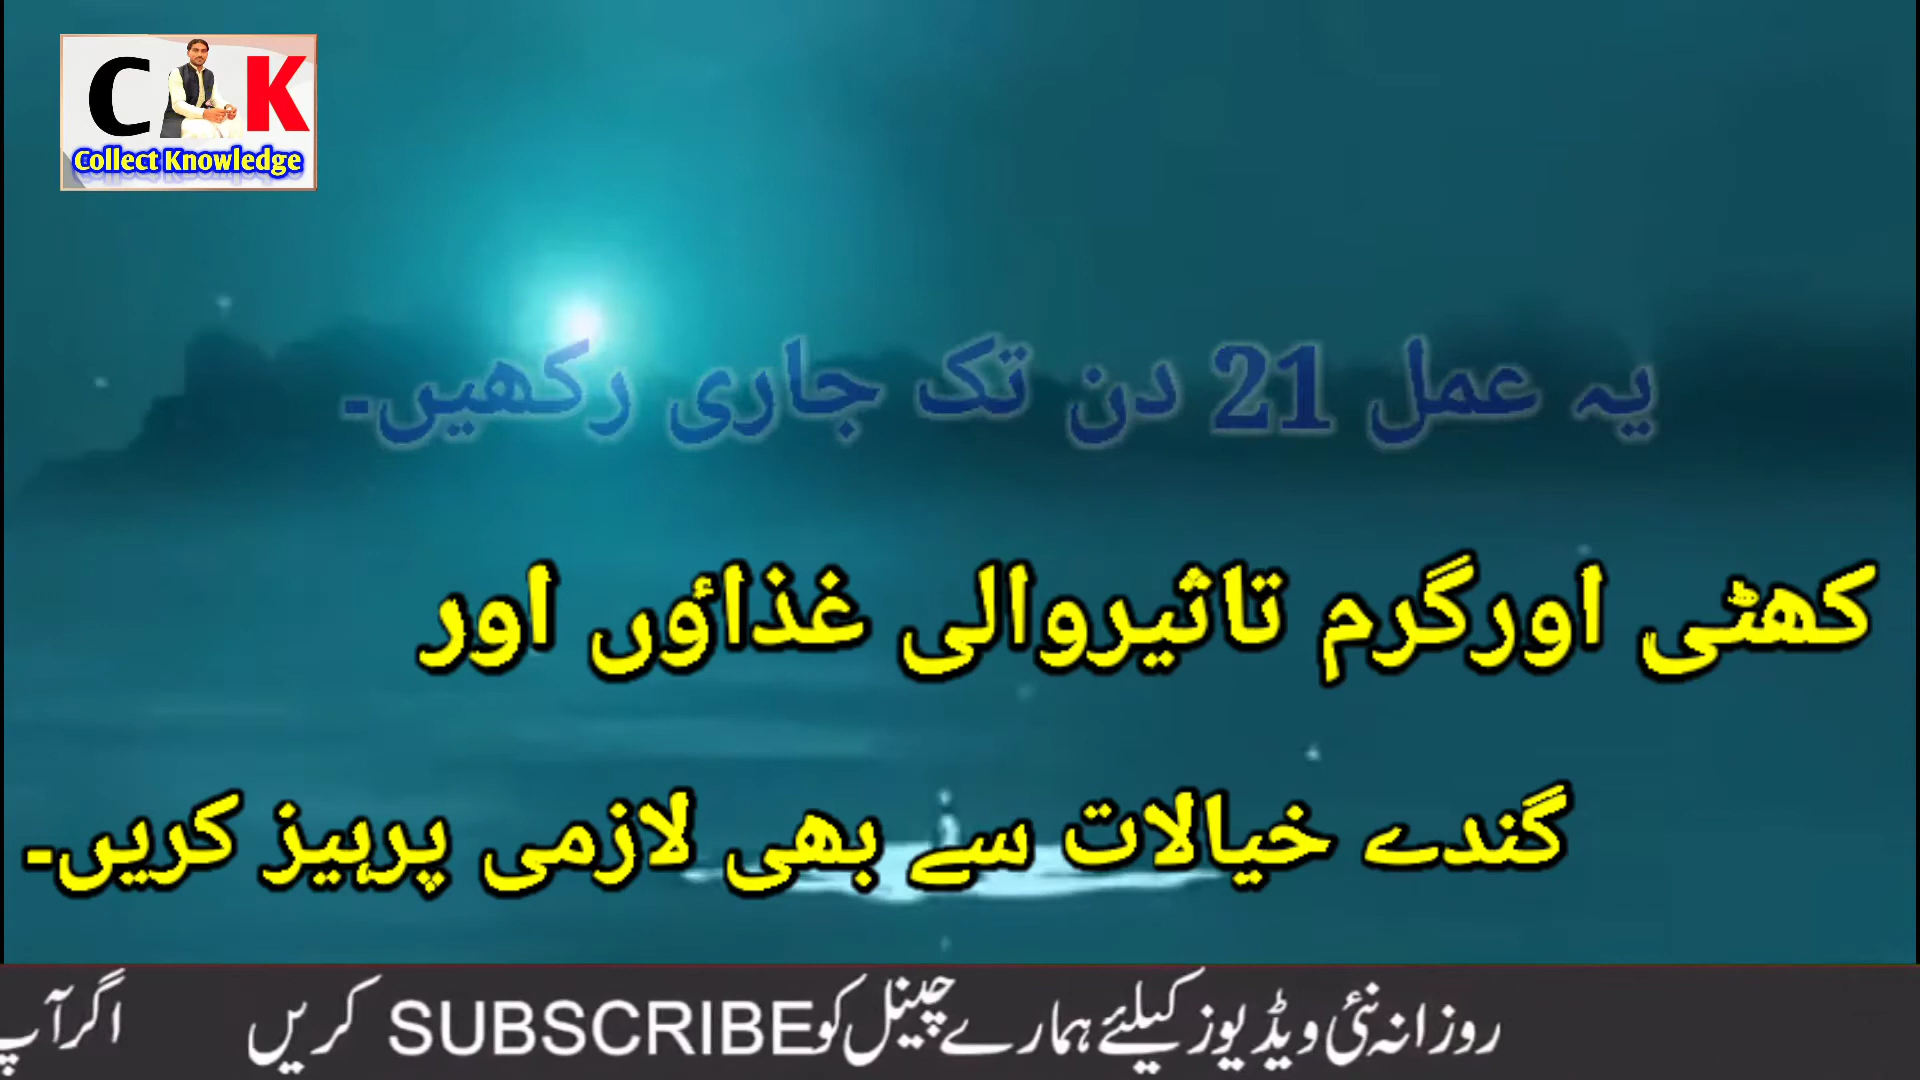 C K
Collect Knowledge
یہ عمل 21 دن تک جاری رکھیں۔
کھٹی اورگرم تاثیروالی غذاؤں اور
گندے خیالات سے بھی لازمی پرہیز کریں۔
روزانہ نئی ویڈیوز کیلئے ہمارے چینل کو SUBSCRIBE کریں اگر آپ